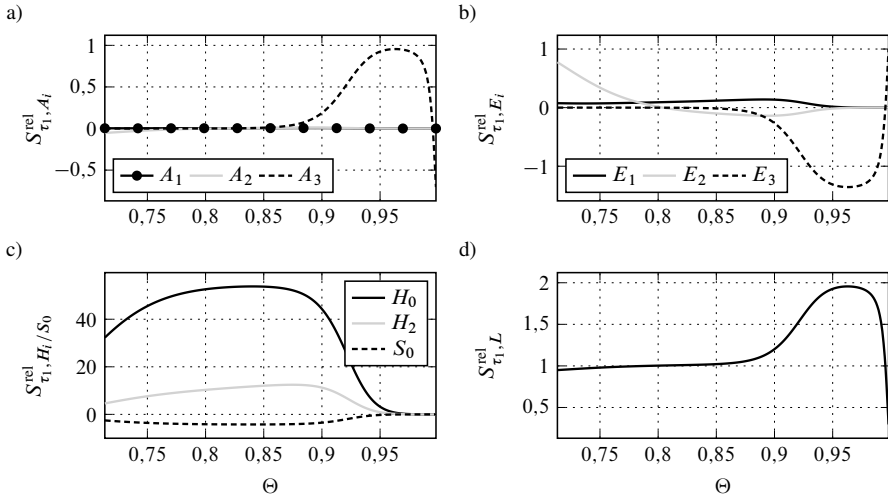 a)
1
0.5
0
−0.5
S^rel_τ1,Ai
A1 A2 A3
0,75 0,8 0,85 0,9 0,95
b)
1
0
−1
S^rel_τ1,Ei
E1 E2 E3
0,75 0,8 0,85 0,9 0,95
c)
40
20
0
S^rel_τ1,Hi/S0
H0
H2
S0
0,75 0,8 0,85 0,9 0,95
Θ
d)
2
1,5
1
0,5
S^rel_τ1,L
0,75 0,8 0,85 0,9 0,95
Θ